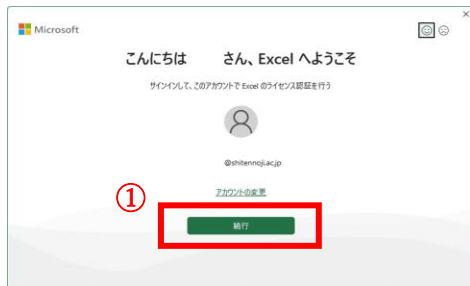 Microsoft
こんにちは さん、Excel へようこそ
サインインして、このアカウントで Excel のライセンス認証を行う
@shitennoji.ac.jp
アカウントの変更
①
続行